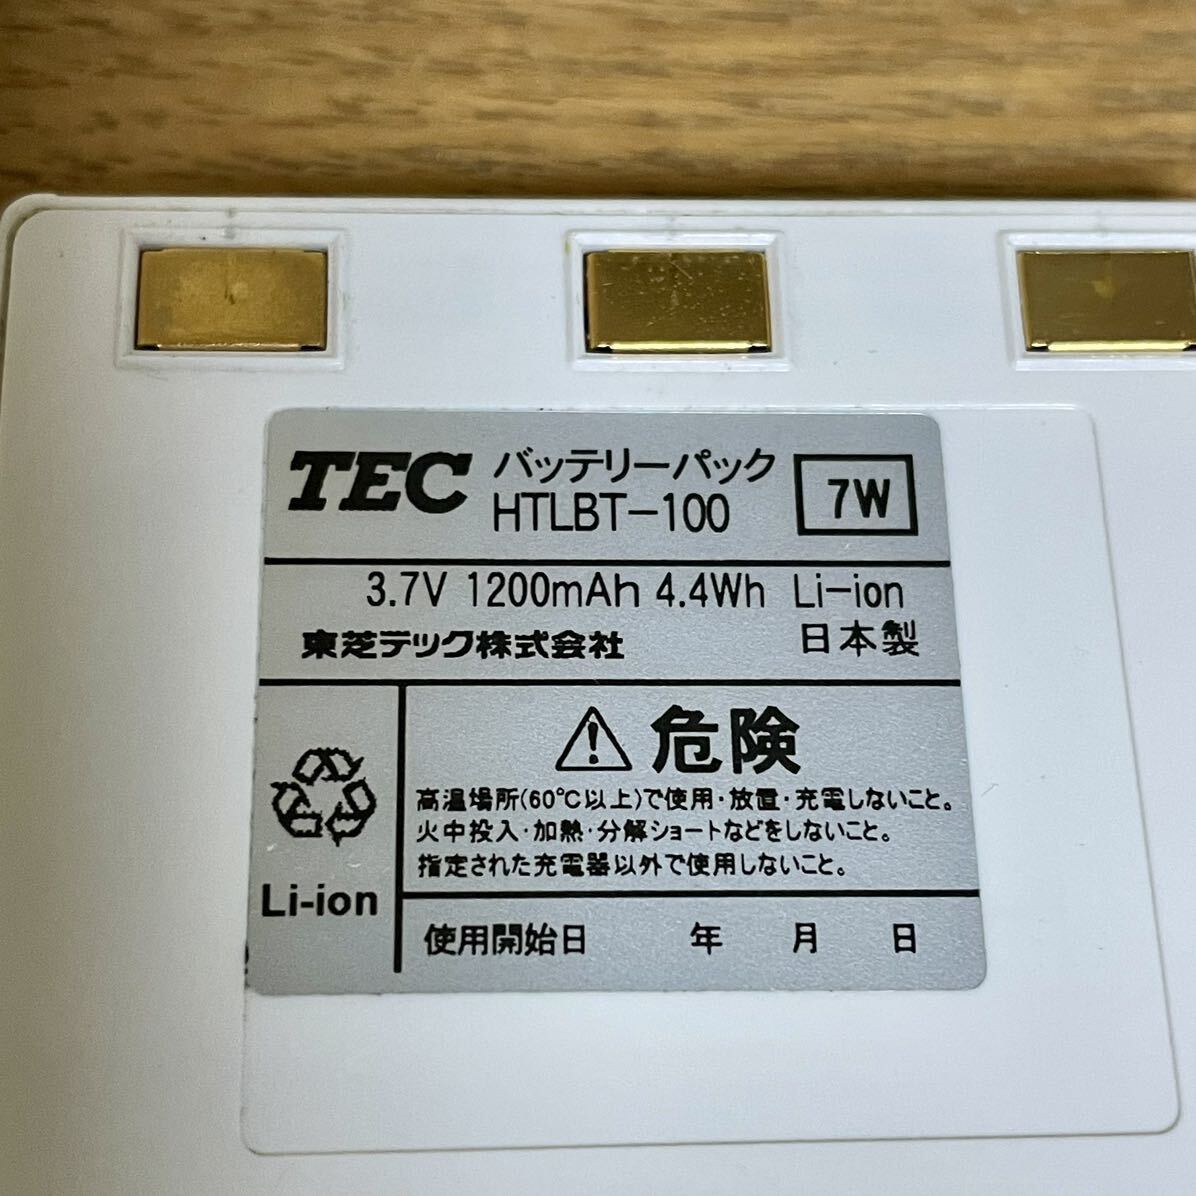 TEC バッテリーパック
HTLBT-100
7W
3.7V 1200mAh 4.4Wh Li-ion
東芝テック株式会社 日本製
Li-ion
危険
高温場所(60℃以上)で使用・放置・充電しないこと。
火中投入・加熱・分解ショートなどをしないこと。
指定された充電器以外で使用しないこと。
使用開始日 年 月 日